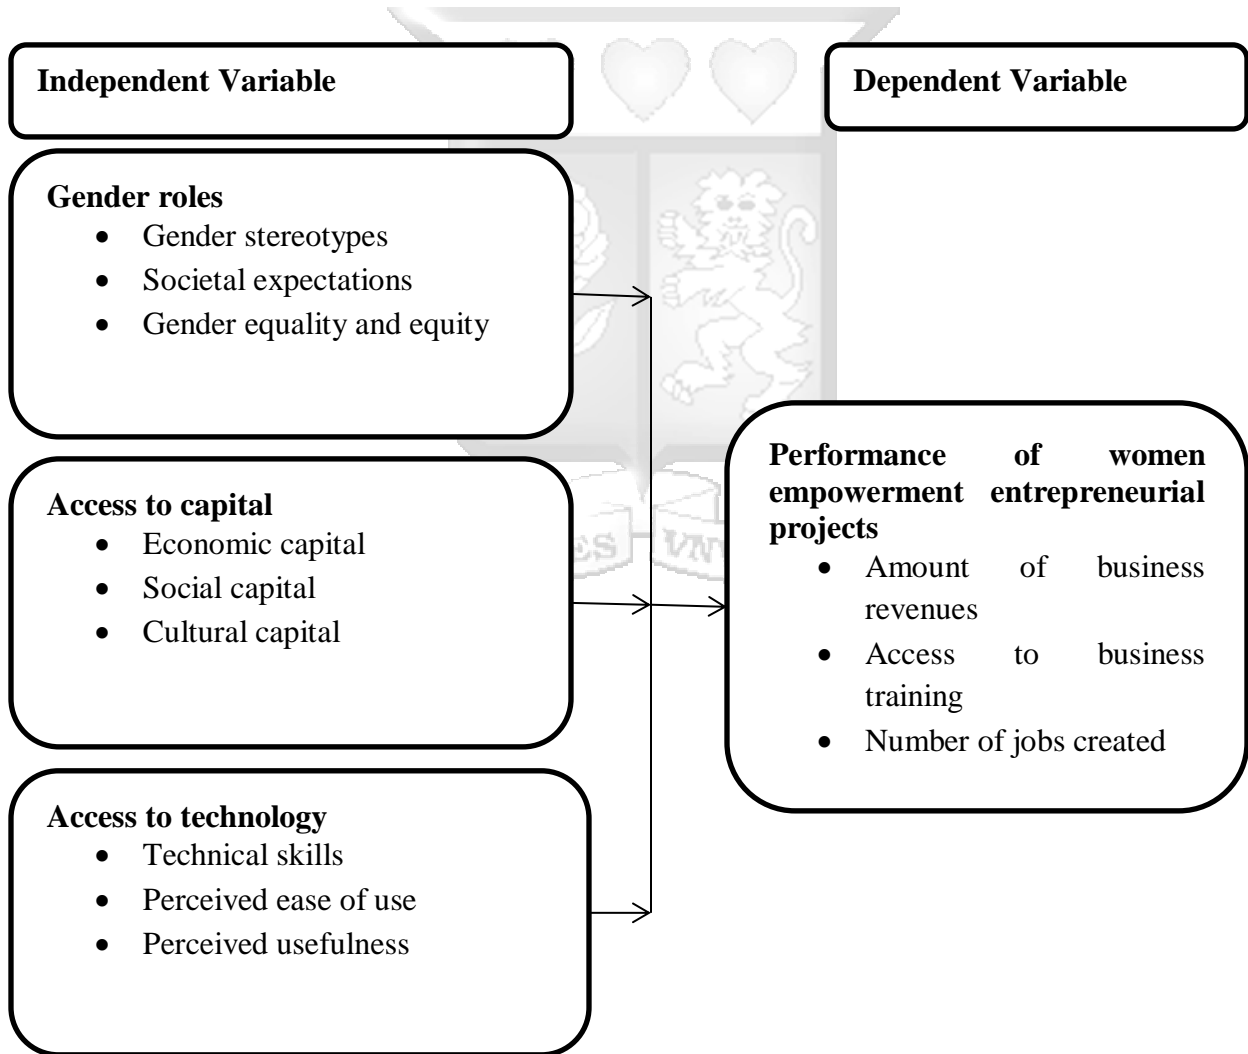 Independent Variable
Dependent Variable
Gender roles
• Gender stereotypes
• Societal expectations
• Gender equality and equity
Access to capital
• Economic capital
• Social capital
• Cultural capital
Access to technology
• Technical skills
• Perceived ease of use
• Perceived usefulness
Performance of women
empowerment entrepreneurial
projects
• Amount of business
revenues
• Access to business
training
• Number of jobs created